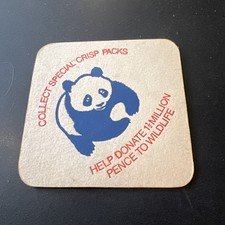 COLLECT SPECIAL CRISP PACKS
HELP DONATE 1½ MILLION
PENCE TO WILDLIFE